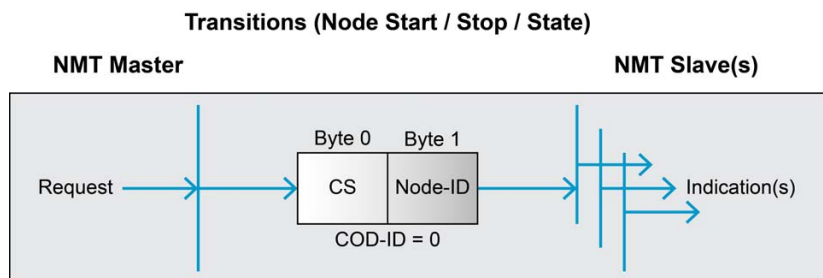 Transitions (Node Start / Stop / State)
NMT Master
NMT Slave(s)
Byte 0
Byte 1
Request
CS
Node-ID
Indication(s)
COD-ID = 0